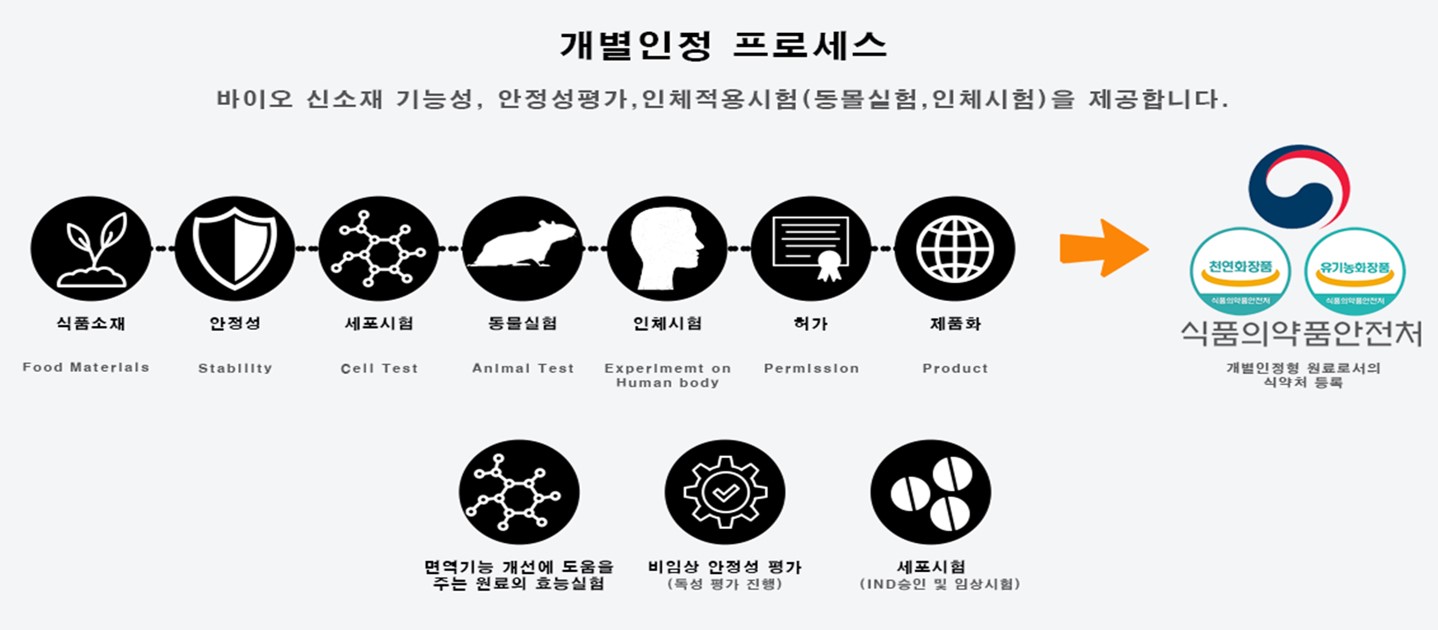 개별인정 프로세스
바이오 신소재 기능성, 안정성평가,인체적용시험(동몰실험,인체시험)을 제공합니다.
천연화장품
식품의약품안전처
유기농화장품
식품의약품안전처
식품의약품안전처
개별인정형 원료로서의
식약처 등록
식품소재
안정성
세포시험
동물실험
인체시험
허가
제품화
Food Materials
Stability
Cell Test
Animal Test
Experimemt on
Human body
Permission
Product
면역기능 개선에 도움을
주는 원료의 효능실험
비임상 안정성 평가
(독성 평가 진행)
세포시험
(IND승인 및 임상시험)